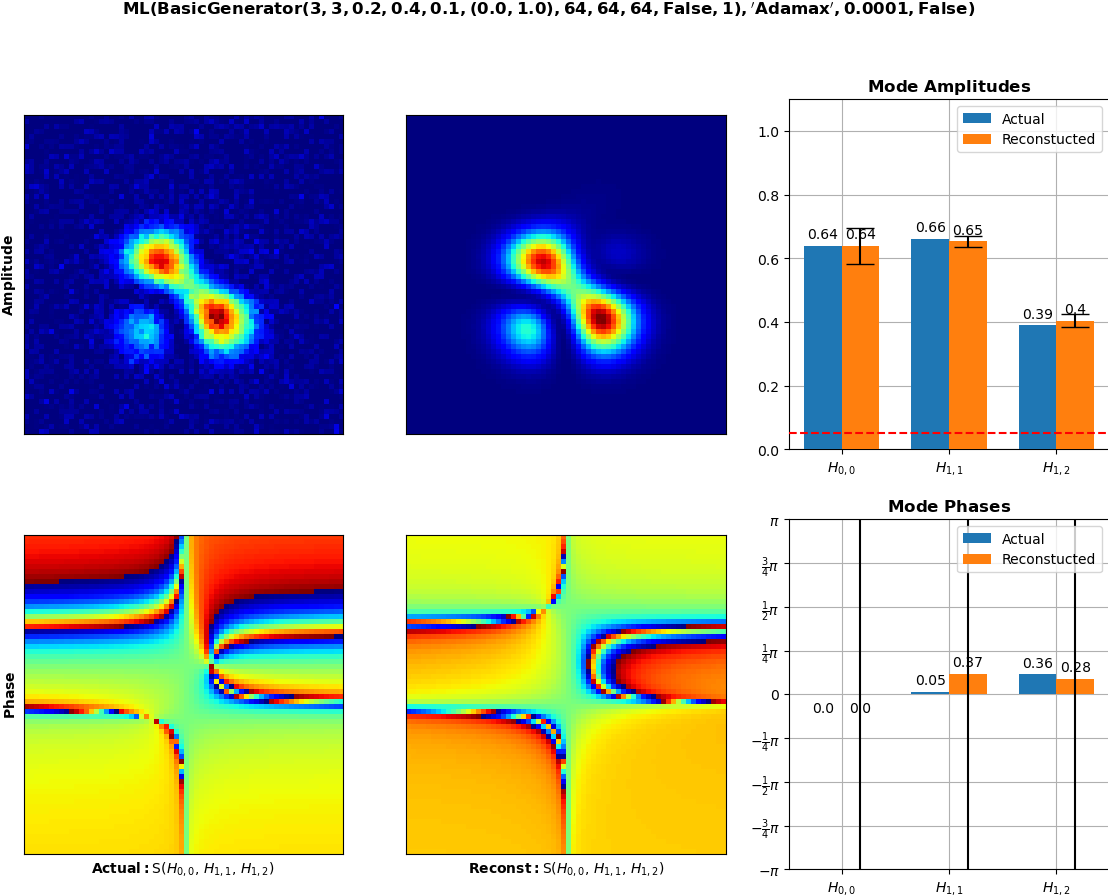 ML(BasicGenerator(3, 3, 0.2, 0.4, 0.1, (0.0, 1.0), 64, 64, 64, False, 1), ′Adamax′, 0.0001, False)
Amplitude
Mode Amplitudes
Actual
Reconstucted
1.0
0.8
0.6
0.4
0.2
0.0
0.64
0.64
0.66
0.65
0.39
0.4
H0,0
H1,1
H1,2
Phase
Actual: S(H0,0, H1,1, H1,2)
Reconst: S(H0,0, H1,1, H1,2)
Mode Phases
Actual
Reconstucted
π
3/4π
1/2π
1/4π
0
−1/4π
−1/2π
−3/4π
−π
0.0
0.0
0.05
0.37
0.36
0.28
H0,0
H1,1
H1,2